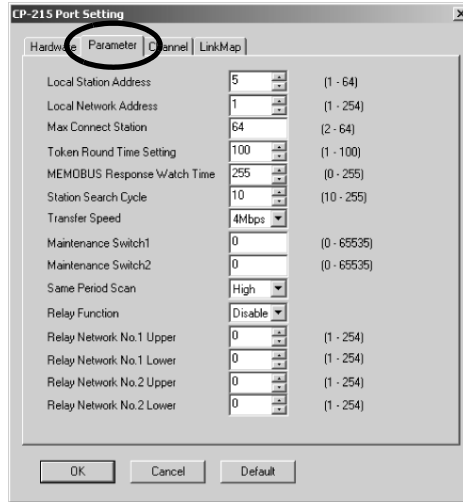 CP-215 Port Setting
Hardware Parameter Channel LinkMap
Local Station Address 5 (1 - 64)
Local Network Address 1 (1 - 254)
Max Connect Station 64 (2 - 64)
Token Round Time Setting 100 (1 - 100)
MEMOBUS Response Watch Time 255 (0 - 255)
Station Search Cycle 10 (10 - 255)
Transfer Speed 4Mbps
Maintenance Switch1 0 (0 - 65535)
Maintenance Switch2 0 (0 - 65535)
Same Period Scan High
Relay Function Disable
Relay Network No.1 Upper 0 (1 - 254)
Relay Network No.1 Lower 0 (1 - 254)
Relay Network No.2 Upper 0 (1 - 254)
Relay Network No.2 Lower 0 (1 - 254)
OK Cancel Default